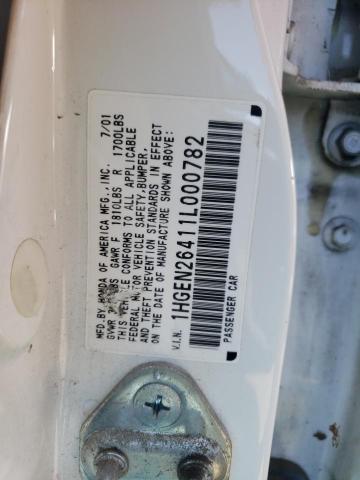 MFD. BY HONDA OF AMERICA MFG., INC. 7/01
GVWR LBS GAWR F 1810LBS R 1700LBS
THIS VEHICLE CONFORMS TO ALL APPLICABLE
FEDERAL MOTOR VEHICLE SAFETY, BUMPER,
AND THEFT PREVENTION STANDARDS IN EFFECT
ON THE DATE OF MANUFACTURE SHOWN ABOVE:
V.I.N. 1HGEN26411L000782
PASSENGER CAR